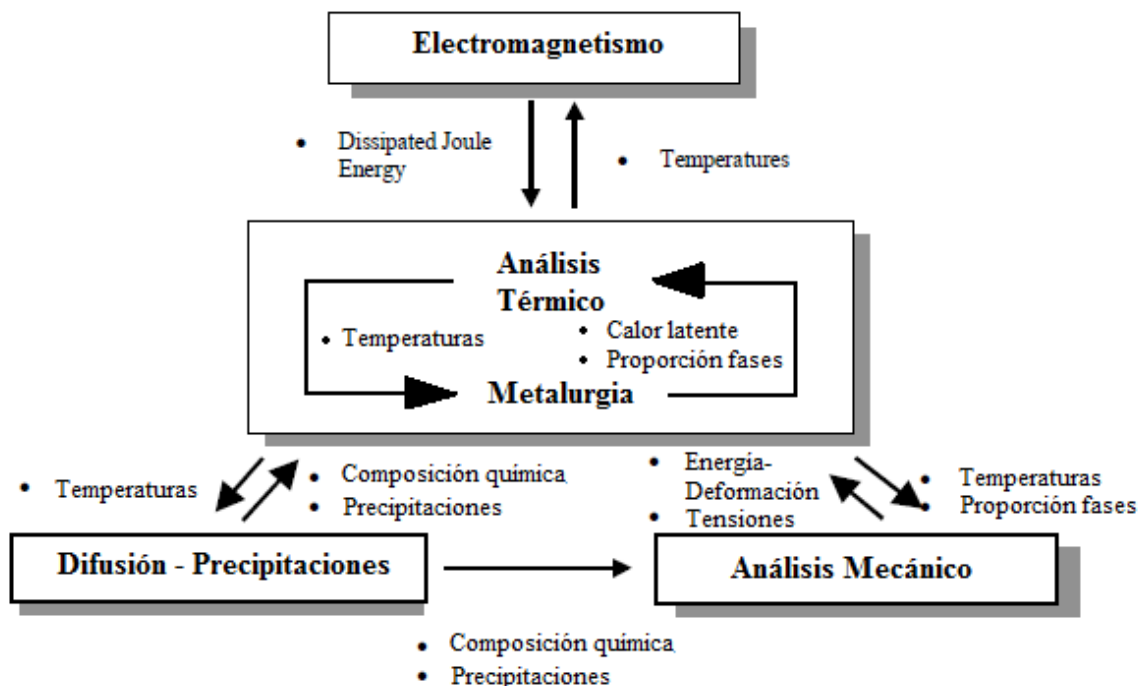 Electromagnetismo
• Dissipated Joule
Energy
• Temperatures
Análisis
Térmico
• Temperaturas
• Calor latente
• Proporción fases
Metalurgia
• Temperaturas
• Composición química
• Precipitaciones
• Energía-
Deformación
• Tensiones
• Temperaturas
• Proporción fases
Difusión - Precipitaciones
Análisis Mecánico
• Composición química
• Precipitaciones